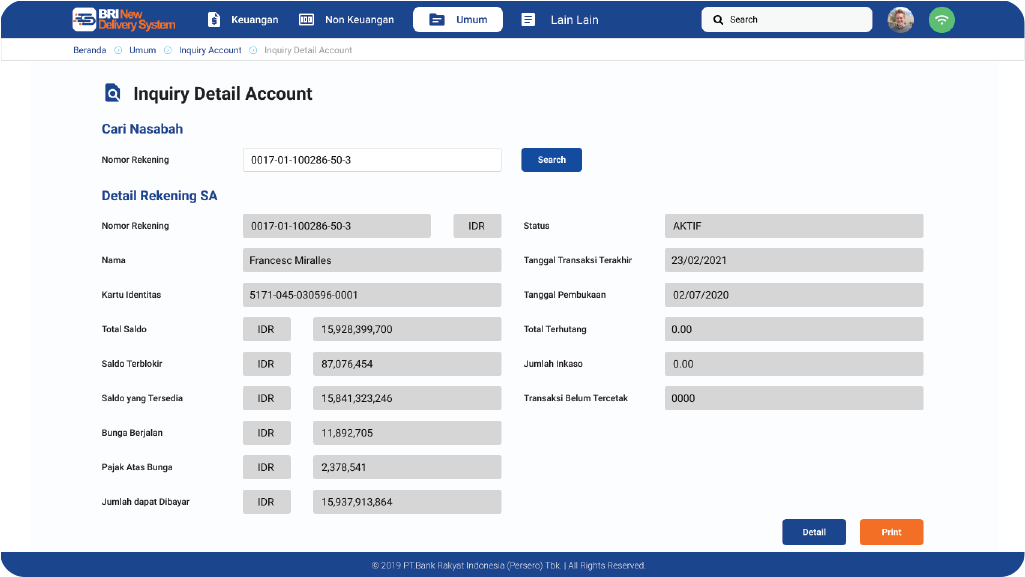 BRI New Delivery System
Keuangan
Non Keuangan
Umum
Lain Lain
Search
Beranda Umum Inquiry Account Inquiry Detail Account
Inquiry Detail Account
Cari Nasabah
Nomor Rekening 0017-01-100286-50-3 Search
Detail Rekening SA
Nomor Rekening 0017-01-100286-50-3 IDR Status AKTIF
Nama Francesc Miralles Tanggal Transaksi Terakhir 23/02/2021
Kartu Identitas 5171-045-030596-0001 Tanggal Pembukaan 02/07/2020
Total Saldo IDR 15,928,399,700 Total Terhutang 0.00
Saldo Terblokir IDR 87,076,454 Jumlah Inkaso 0.00
Saldo yang Tersedia IDR 15,841,323,246 Transaksi Belum Tercetak 0000
Bunga Berjalan IDR 11,892,705
Pajak Atas Bunga IDR 2,378,541
Jumlah dapat Dibayar IDR 15,937,913,864
Detail Print
© 2019 PT.Bank Rakyat Indonesia (Persero) Tbk. | All Rights Reserved.